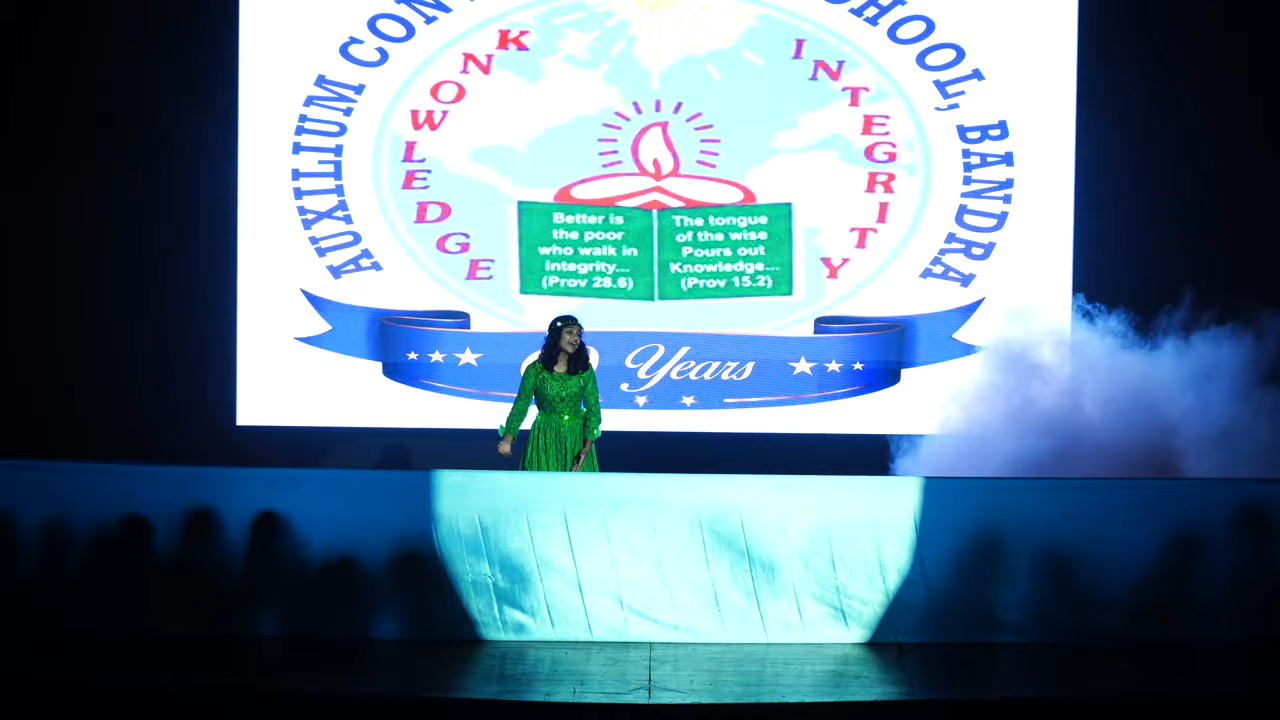 AUXILIUM CON
SCHOOL, BANDRA
KNOWLEDGE
INTEGRITY
Better is
the poor
who walk in
Integrity...
(Prov 28.6)
The tongue
of the wise
Pours out
Knowledge...
(Prov 15.2)
Years